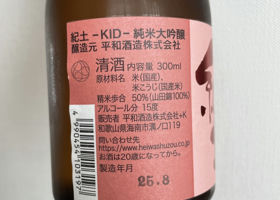 紀土 -KID- 純米大吟醸
醸造元 平和酒造株式会社
清酒 内容量 300ml
原材料名 米(国産)、
米こうじ(国産米)
精米歩合 50%(山田錦100%)
アルコール分 15度
販売者 平和酒造株式会社+K
和歌山県海南市溝ノ口119
問い合わせ先
https://www.heiwashuzou.co.jp
お酒は20歳になってから。
製造年月
25.8
4990454103197